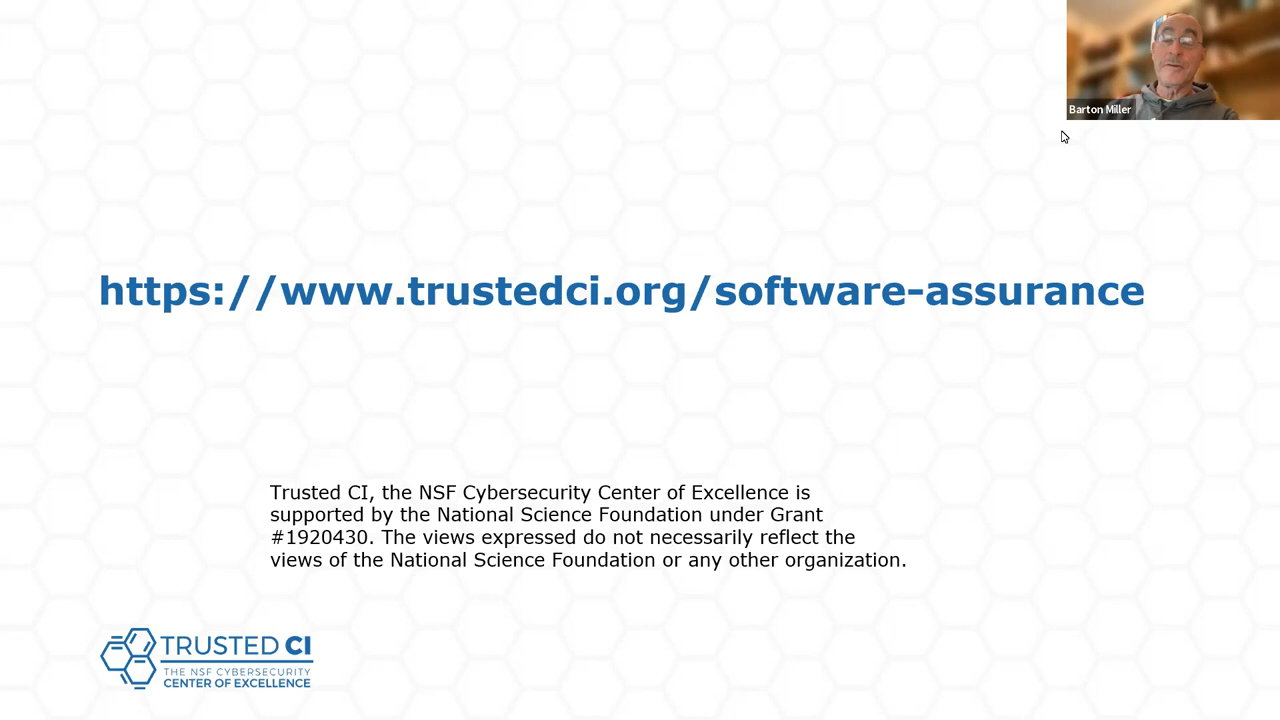 Barton Miller
https://www.trustedci.org/software-assurance
Trusted CI, the NSF Cybersecurity Center of Excellence is
supported by the National Science Foundation under Grant
#1920430. The views expressed do not necessarily reflect the
views of the National Science Foundation or any other organization.
TRUSTED CI
THE NSF CYBERSECURITY
CENTER OF EXCELLENCE